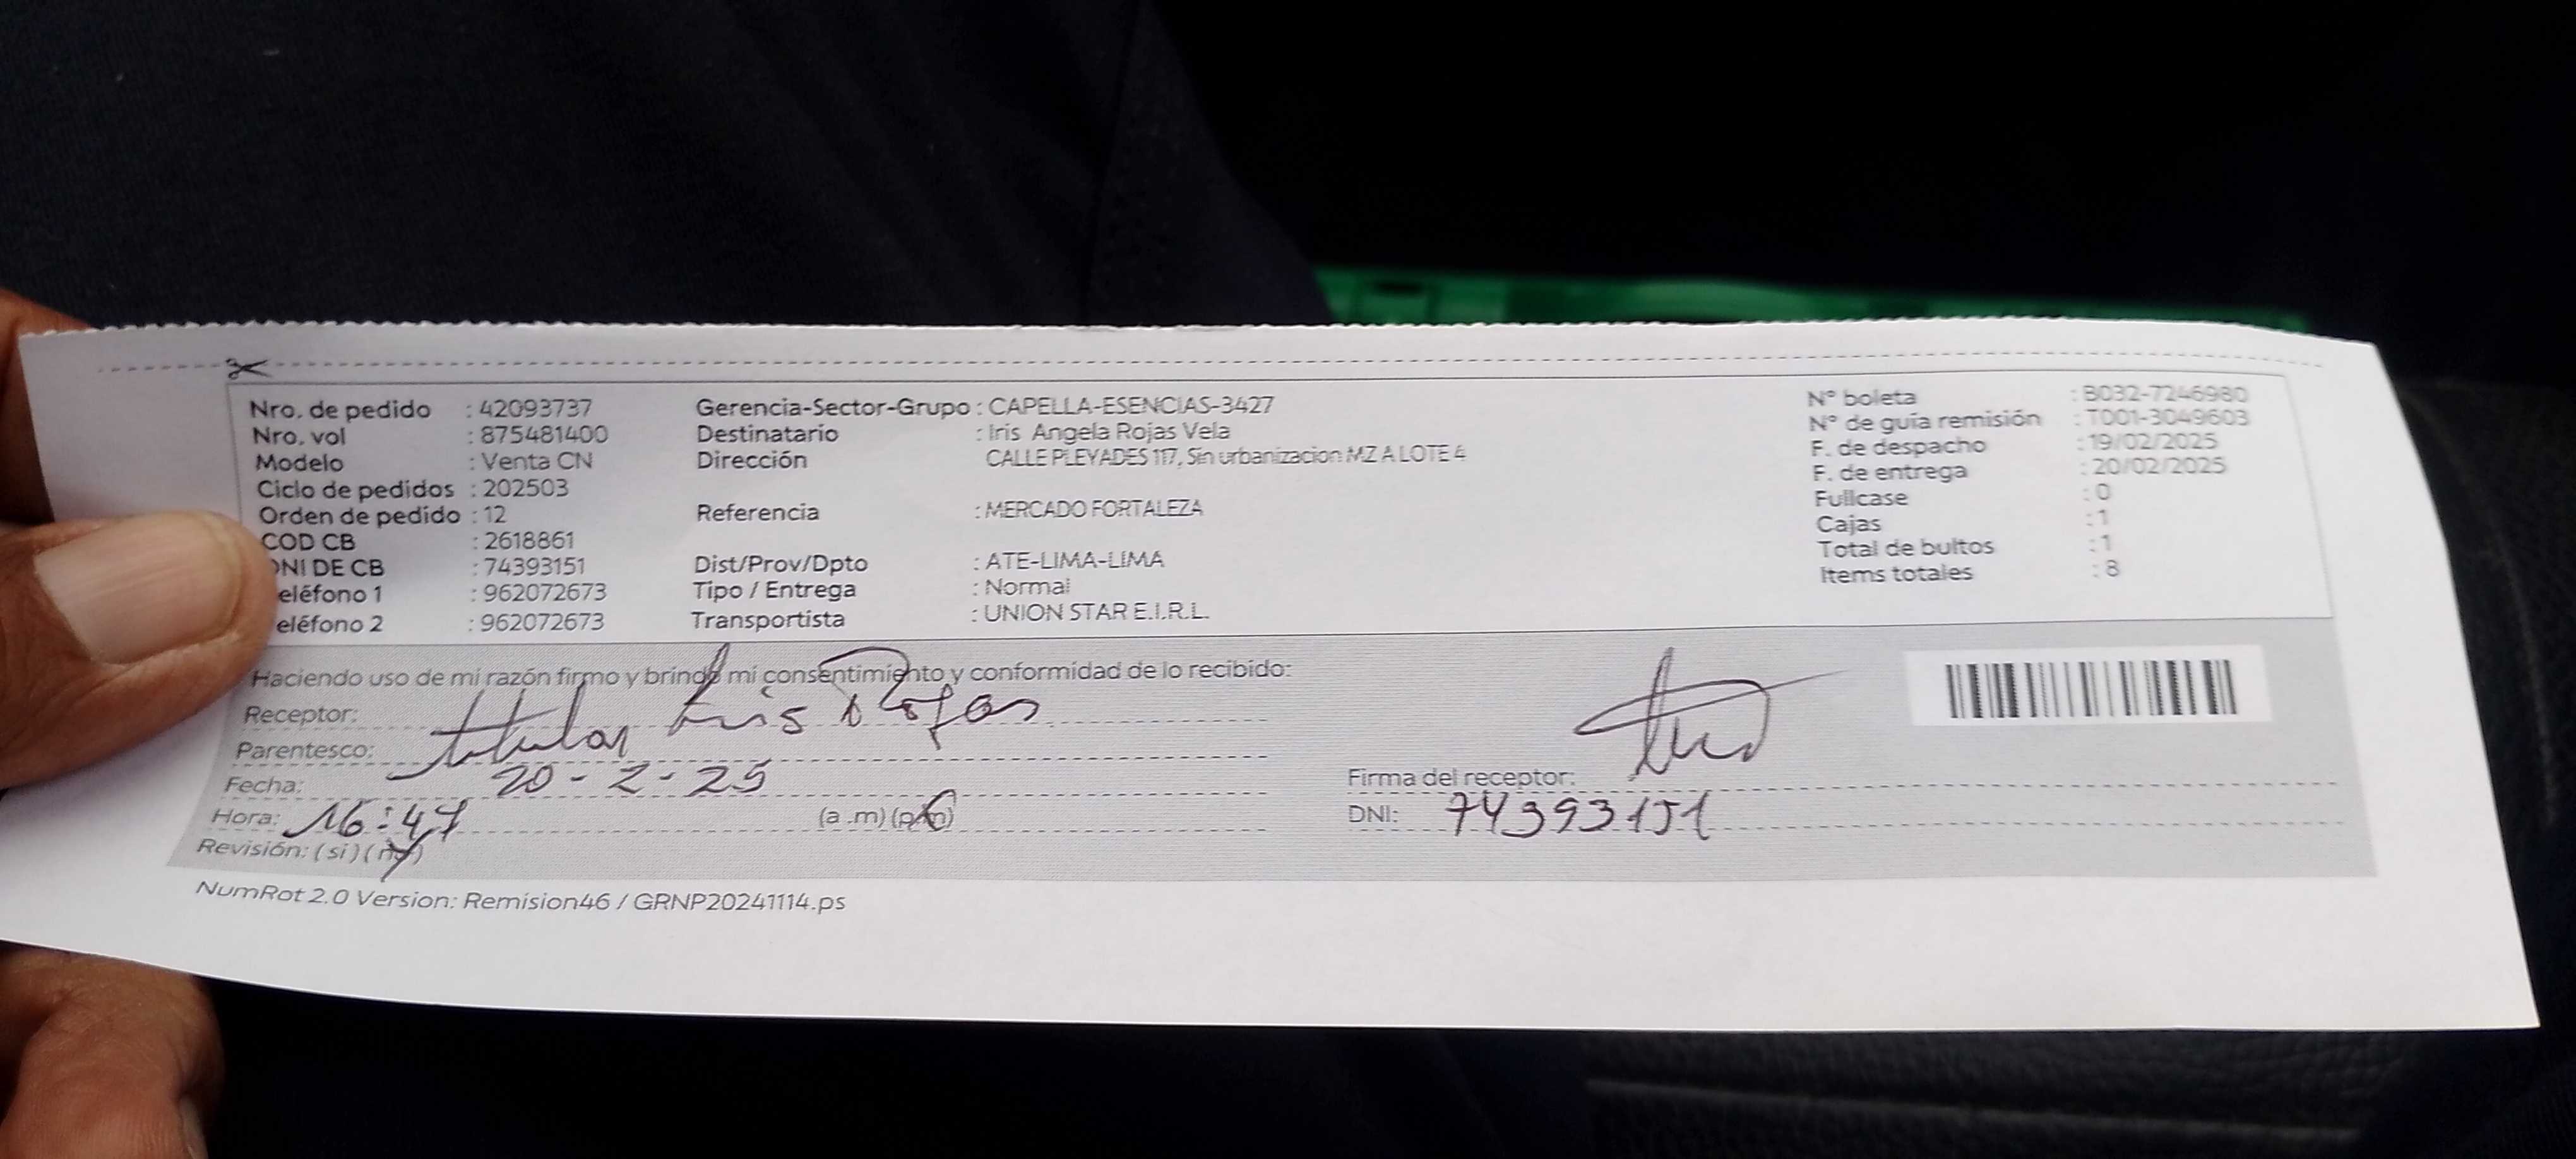 Nro. de pedido : 42093737
Nro. vol : 875481400
Modelo : Venta CN
Ciclo de pedidos : 202503
Orden de pedido : 12
COD CB : 2618861
DNI DE CB : 74393151
eléfono 1 : 962072673
eléfono 2 : 962072673
Gerencia-Sector-Grupo : CAPELLA-ESENCIAS-3427
Destinatario : Iris Angela Rojas Vela
Dirección CALLE PLEYADES 117, Sin urbanizacion MZ A LOTE 4
Referencia : MERCADO FORTALEZA
Dist/Prov/Dpto : ATE-LIMA-LIMA
Tipo / Entrega : Normal
Transportista : UNION STAR E.I.R.L.
N° boleta : B032-7246980
N° de guía remisión : T001-3049603
F. de despacho : 19/02/2025
F. de entrega : 20/02/2025
Fullcase : 0
Cajas : 1
Total de bultos : 1
Items totales : 8
Haciendo uso de mi razón firmo y brindo mi consentimiento y conformidad de lo recibido:
Receptor: Iris Rojas
Parentesco: titular
Fecha: 20-2-25
Hora: 16:47 (a .m) (p.m)
Revisión: ( si ) ( no )
Firma del receptor:
DNI: 74393151
NumRot 2.0 Version: Remision46 / GRNP20241114.ps